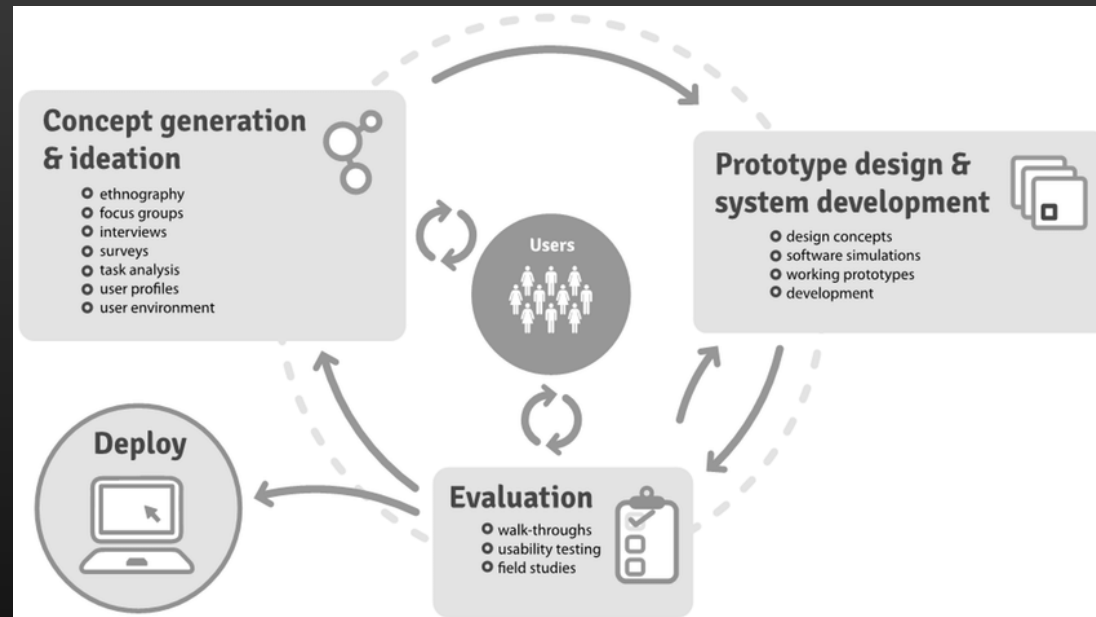 Concept generation
& ideation
ethnography
focus groups
interviews
surveys
task analysis
user profiles
user environment
Users
Prototype design &
system development
design concepts
software simulations
working prototypes
development
Deploy
Evaluation
walk-throughs
usability testing
field studies